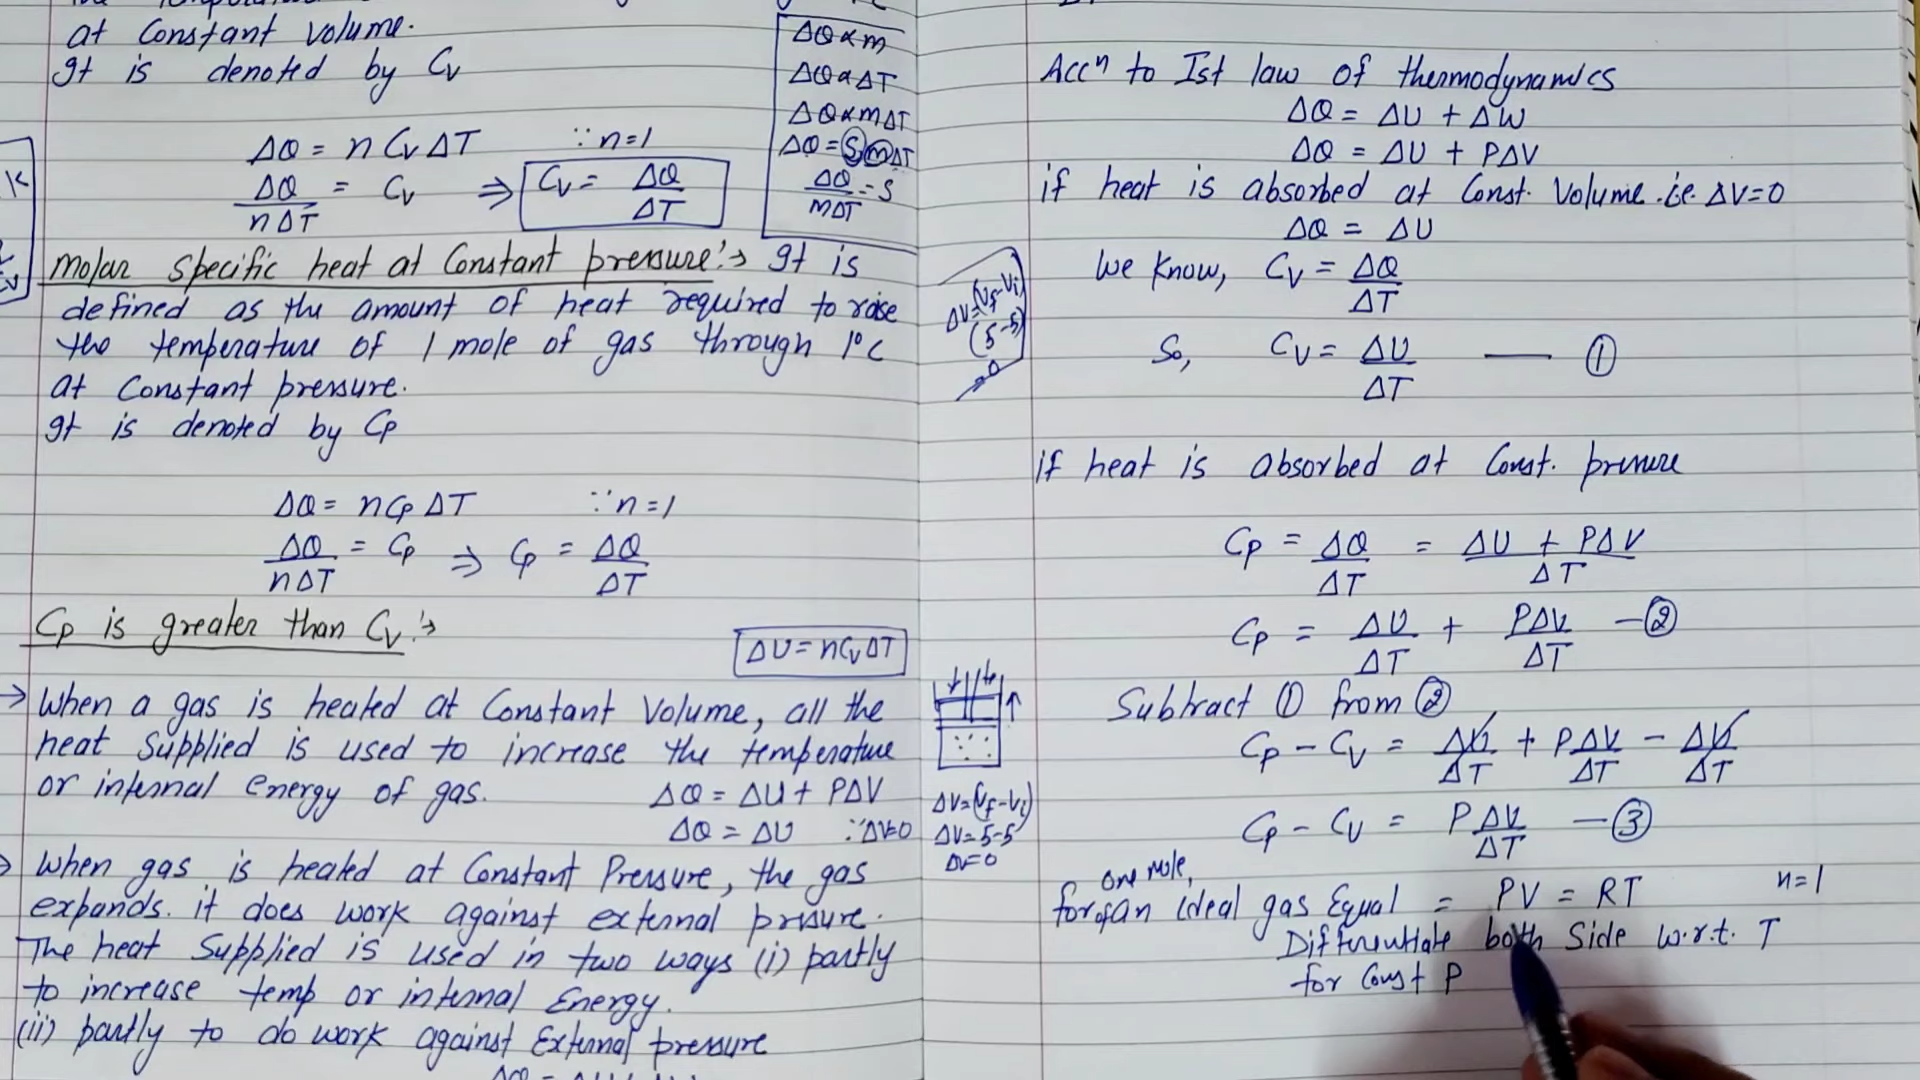 at Constant volume.
It is denoted by Cv
ΔQ = n Cv ΔT ∵ n=1
ΔQ/nΔT = Cv ⇒ Cv = ΔQ/ΔT
ΔQ ∝ m
ΔQ ∝ ΔT
ΔQ ∝ mΔT
ΔQ = SmΔT
ΔQ/mΔT = S
K
Molar Specific heat at Constant pressure :→ It is
defined as the amount of heat required to raise
the temperature of 1 mole of gas through 1°C
at Constant pressure.
It is denoted by Cp
ΔQ = nCp ΔT ∵ n=1
ΔQ/nΔT = Cp ⇒ Cp = ΔQ/ΔT
Cp is greater than Cv :→
ΔU = nCvΔT
→ When a gas is heated at Constant Volume, all the
heat Supplied is used to increase the temperature
or internal Energy of gas. ΔQ = ΔU + PΔV
ΔQ = ΔU ∵ ΔV=0
→ When gas is heated at Constant Pressure, the gas
expands. it does work against external prssure.
The heat Supplied is used in two ways (i) partly
to increase temp or internal Energy.
(ii) partly to do work against External pressure
ΔV=(Vf-Vi)
(5-5)
→0
ΔV=(Vf-Vi)
ΔV=5-5
ΔV=0
Accⁿ to Ist law of thermodynamics
ΔQ = ΔU + ΔW
ΔQ = ΔU + PΔV
if heat is absorbed at Const. Volume .i.e. ΔV=0
ΔQ = ΔU
We Know, Cv = ΔQ/ΔT
So, Cv = ΔU/ΔT — ①
if heat is absorbed at Const. pressure
Cp = ΔQ/ΔT = ΔU + PΔV/ΔT
Cp = ΔU/ΔT + PΔV/ΔT — ②
Subtract ① from ②
Cp - Cv = ΔU/ΔT + PΔV/ΔT - ΔU/ΔT
Cp - Cv = PΔV/ΔT — ③
one mole,
for of an ideal gas Equal = PV = RT n=1
Differentiate both Side w.r.t. T
for Const P